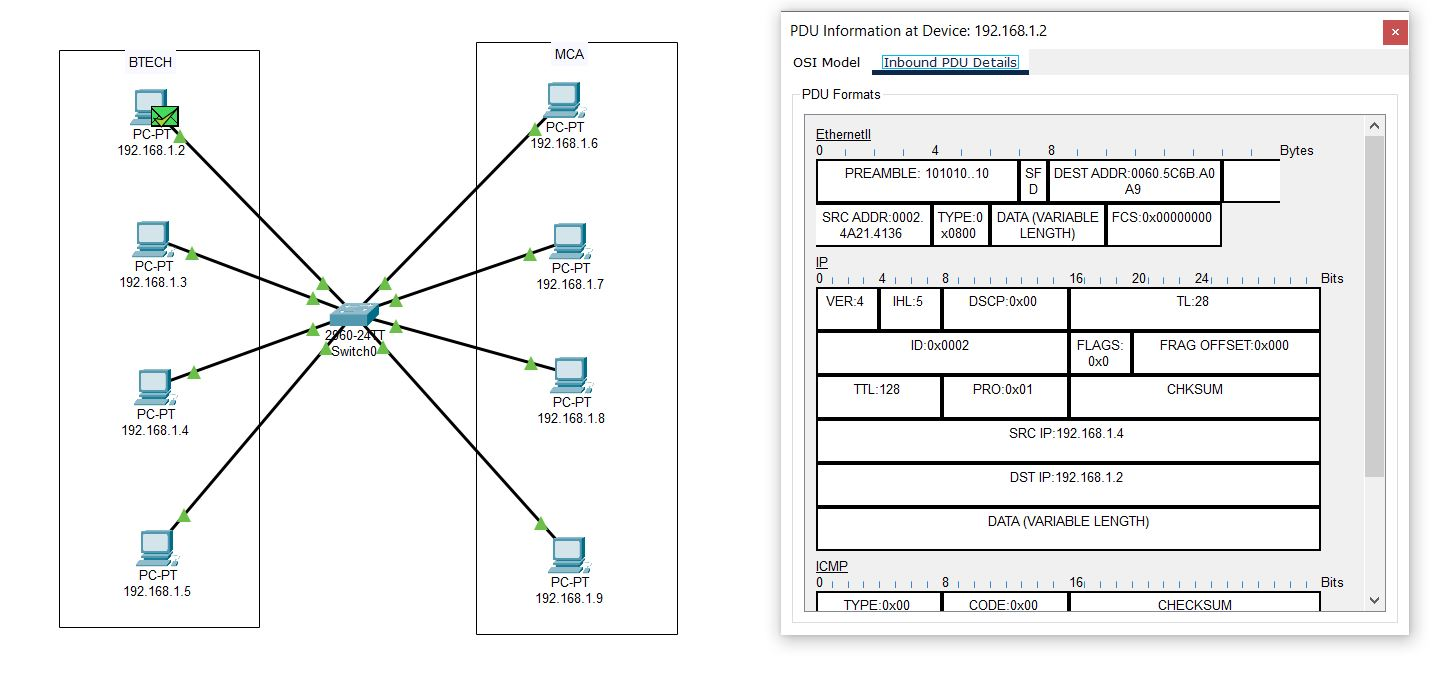 BTECH
PC-PT
192.168.1.2
PC-PT
192.168.1.3
PC-PT
192.168.1.4
PC-PT
192.168.1.5
2960-24TT
Switch0
MCA
PC-PT
192.168.1.6
PC-PT
192.168.1.7
PC-PT
192.168.1.8
PC-PT
192.168.1.9
PDU Information at Device: 192.168.1.2
OSI Model Inbound PDU Details
PDU Formats
EthernetII
0 4 8 Bytes
PREAMBLE: 101010..10 SF DEST ADDR:0060.5C6B.A0
D A9
SRC ADDR:0002. TYPE:0 DATA (VARIABLE FCS:0x00000000
4A21.4136 x0800 LENGTH)
IP
0 4 8 16 20 24 Bits
VER:4 IHL:5 DSCP:0x00 TL:28
ID:0x0002 FLAGS: FRAG OFFSET:0x000
0x0
TTL:128 PRO:0x01 CHKSUM
SRC IP:192.168.1.4
DST IP:192.168.1.2
DATA (VARIABLE LENGTH)
ICMP
0 8 16 Bits
TYPE:0x00 CODE:0x00 CHECKSUM